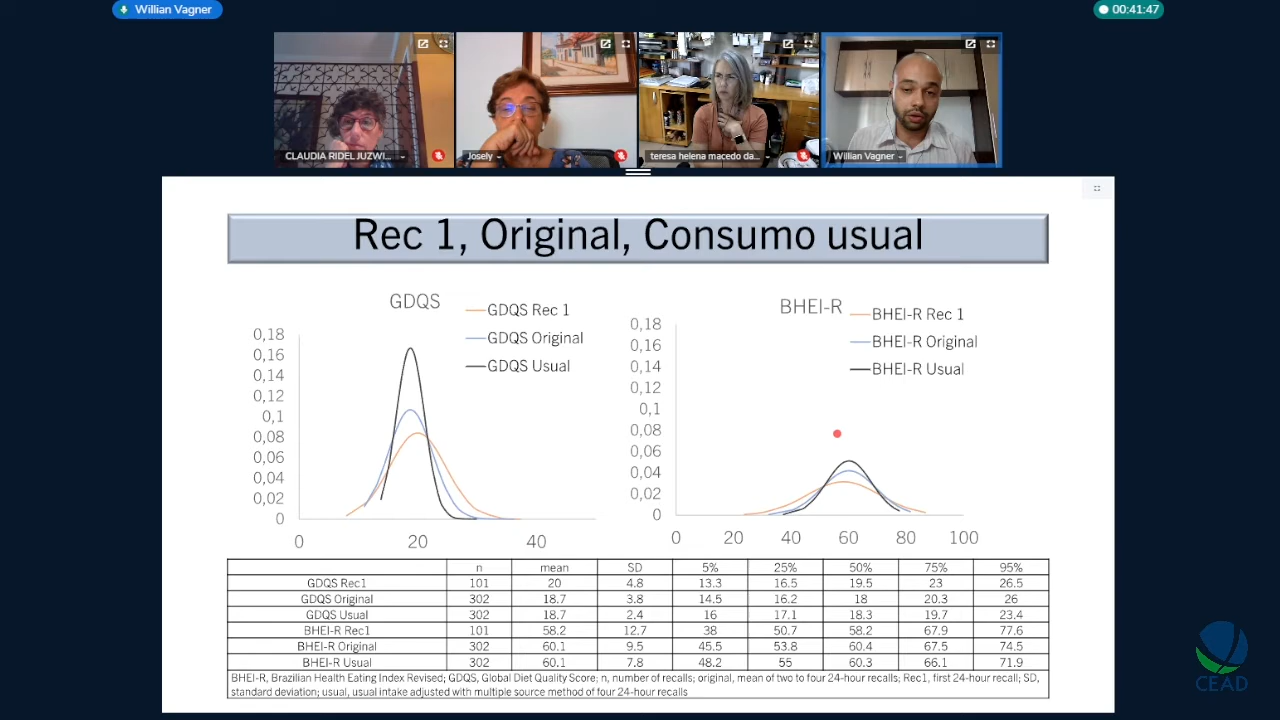 Willian Vagner
00:41:47
CLAUDIA RIDEL JUZWI...
Josely
teresa helena macedo da...
Willian Vagner
Rec 1, Original, Consumo usual
GDQS
GDQS Rec 1
GDQS Original
GDQS Usual
0,18
0,16
0,14
0,12
0,1
0,08
0,06
0,04
0,02
0
0 20 40
BHEI-R
BHEI-R Rec 1
BHEI-R Original
BHEI-R Usual
0,18
0,16
0,14
0,12
0,1
0,08
0,06
0,04
0,02
0
0 20 40 60 80 100
n mean SD 5% 25% 50% 75% 95%
GDQS Rec1 101 20 4.8 13.3 16.5 19.5 23 26.5
GDQS Original 302 18.7 3.8 14.5 16.2 18 20.3 26
GDQS Usual 302 18.7 2.4 16 17.1 18.3 19.7 23.4
BHEI-R Rec1 101 58.2 12.7 38 50.7 58.2 67.9 77.6
BHEI-R Original 302 60.1 9.5 45.5 53.8 60.4 67.5 74.5
BHEI-R Usual 302 60.1 7.8 48.2 55 60.3 66.1 71.9
BHEI-R, Brazilian Health Eating Index Revised; GDQS, Global Diet Quality Score; n, number of recalls; original, mean of two to four 24-hour recalls; Rec1, first 24-hour recall; SD,
standard deviation; usual, usual intake adjusted with multiple source method of four 24-hour recalls
CEAD